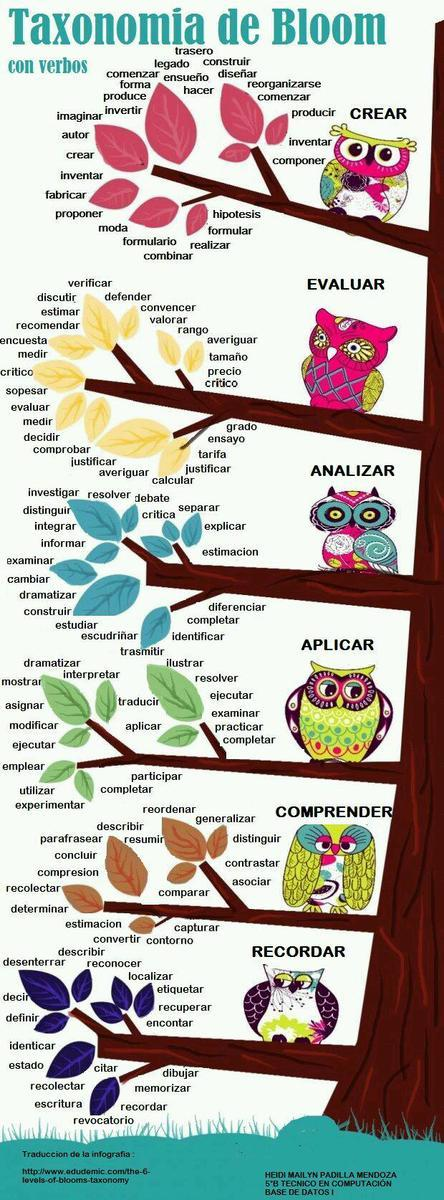 Taxonomia de Bloom
con verbos
trasero
legado
construir
comenzar
ensueño
diseñar
forma
hacer
reorganizarse
produce
comenzar
invertir
producir
imaginar
CREAR
autor
inventar
crear
componer
inventar
fabricar
proponer
hipotesis
moda
formular
formulario
realizar
combinar
EVALUAR
verificar
discutir
defender
estimar
convencer
recomendar
valorar
rango
encuesta
averiguar
medir
tamaño
critico
precio
critico
sopesar
evaluar
medir
grado
decidir
ensayo
comprobar
tarifa
justificar
justificar
averiguar
calcular
ANALIZAR
investigar
resolver
debate
distinguir
critica
separar
integrar
explicar
informar
estimacion
examinar
cambiar
dramatizar
construir
diferenciar
estudiar
completar
escudriñar
identificar
trasmitir
APLICAR
dramatizar
ilustrar
interpretar
mostrar
resolver
asignar
traducir
ejecutar
modificar
aplicar
examinar
practicar
ejecutar
completar
emplear
participar
utilizar
completar
experimentar
COMPRENDER
reordenar
generalizar
describir
parafrasear
resumir
distinguir
concluir
contrastar
compresion
asociar
recolectar
comparar
determinar
estimacion
capturar
convertir
contorno
RECORDAR
describir
desenterrar
reconocer
localizar
decir
etiquetar
definir
recuperar
encontar
identicar
estado
citar
dibujar
recolectar
memorizar
escritura
recordar
revocatorio
Traduccion de la infografia :
http://www.edudemic.com/the-6-
levels-of-blooms-taxonomy
HEIDI MAILYN PADILLA MENDOZA
5°B TECNICO EN COMPUTACIÓN
BASE DE DATOS I